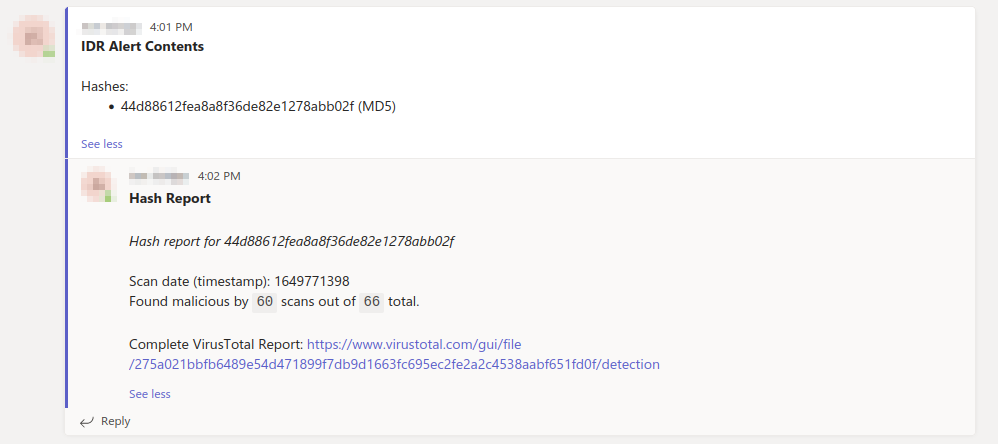 4:01 PM
IDR Alert Contents
Hashes:
• 44d88612fea8a8f36de82e1278abb02f (MD5)
See less
4:02 PM
Hash Report
Hash report for 44d88612fea8a8f36de82e1278abb02f
Scan date (timestamp): 1649771398
Found malicious by 60 scans out of 66 total.
Complete VirusTotal Report: https://www.virustotal.com/gui/file
/275a021bbfb6489e54d471899f7db9d1663fc695ec2fe2a2c4538aabf651fd0f/detection
See less
Reply